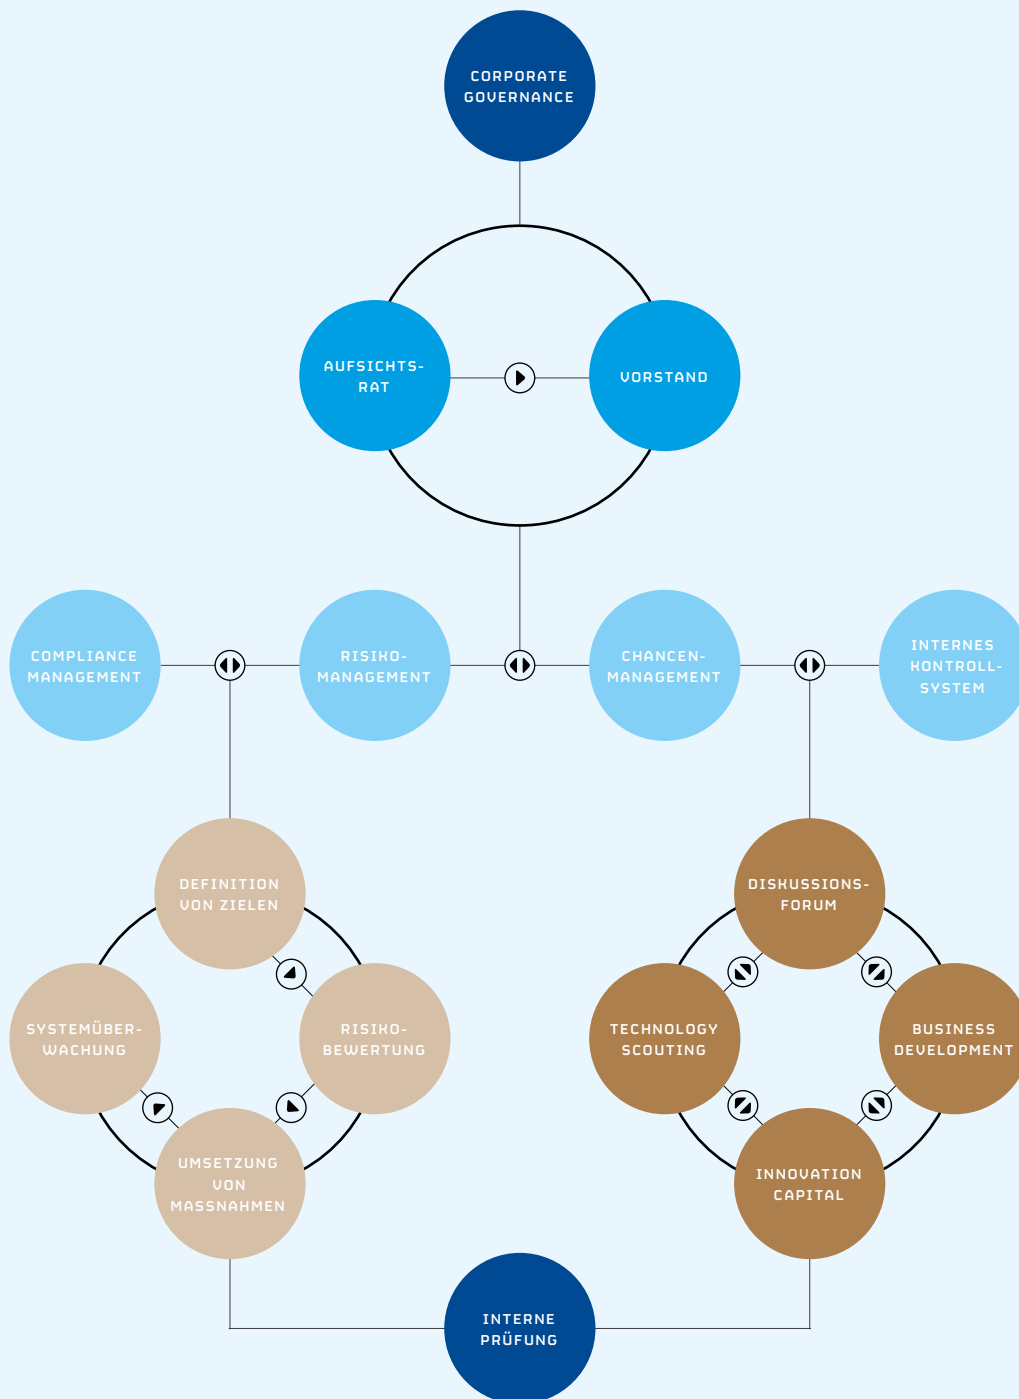 CORPORATE
GOVERNANCE
AUFSICHTS-
RAT
VORSTAND
COMPLIANCE
MANAGEMENT
RISIKO-
MANAGEMENT
CHANCEN-
MANAGEMENT
INTERNES
KONTROLL-
SYSTEM
DEFINITION
VON ZIELEN
DISKUSSIONS-
FORUM
SYSTEMÜBER-
WACHUNG
RISIKO-
BEWERTUNG
TECHNOLOGY
SCOUTING
BUSINESS
DEVELOPMENT
UMSETZUNG
VON
MASSNAHMEN
INNOVATION
CAPITAL
INTERNE
PRÜFUNG